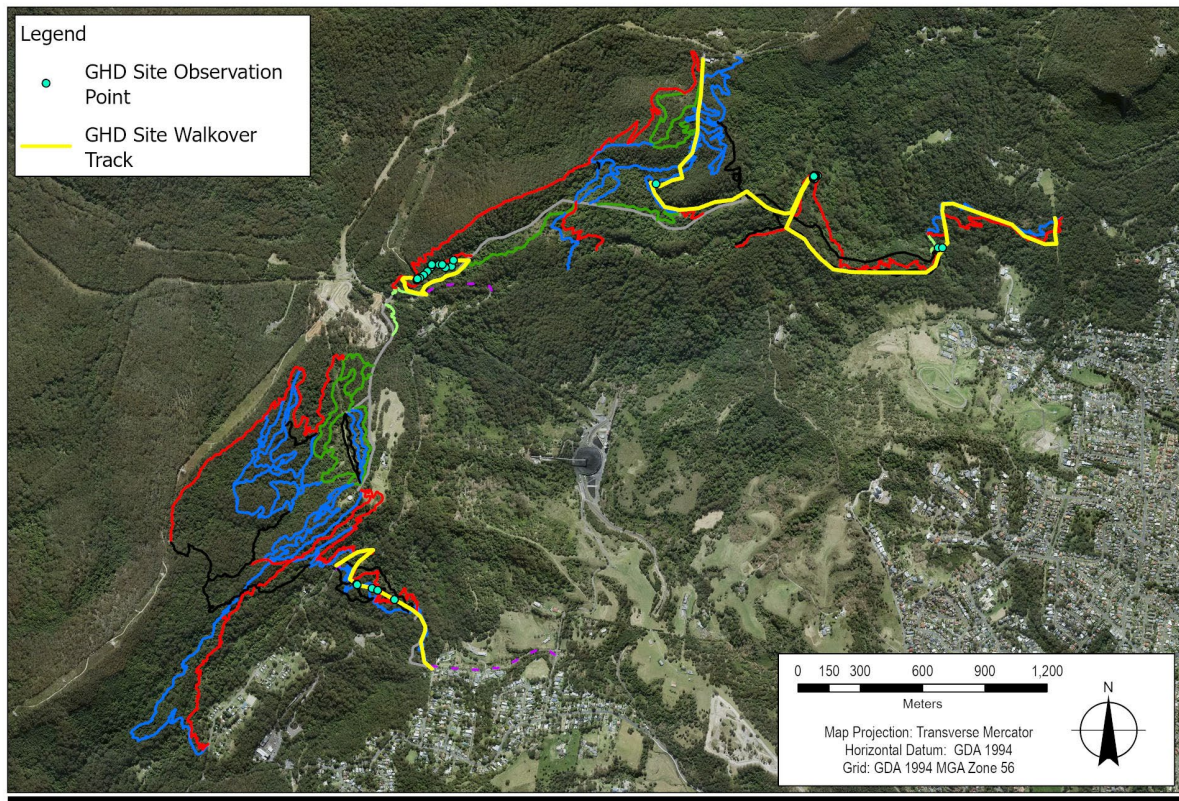 Legend
GHD Site Observation
Point
GHD Site Walkover
Track
0 150 300 600 900 1,200
Meters
Map Projection: Transverse Mercator
Horizontal Datum: GDA 1994
Grid: GDA 1994 MGA Zone 56
N